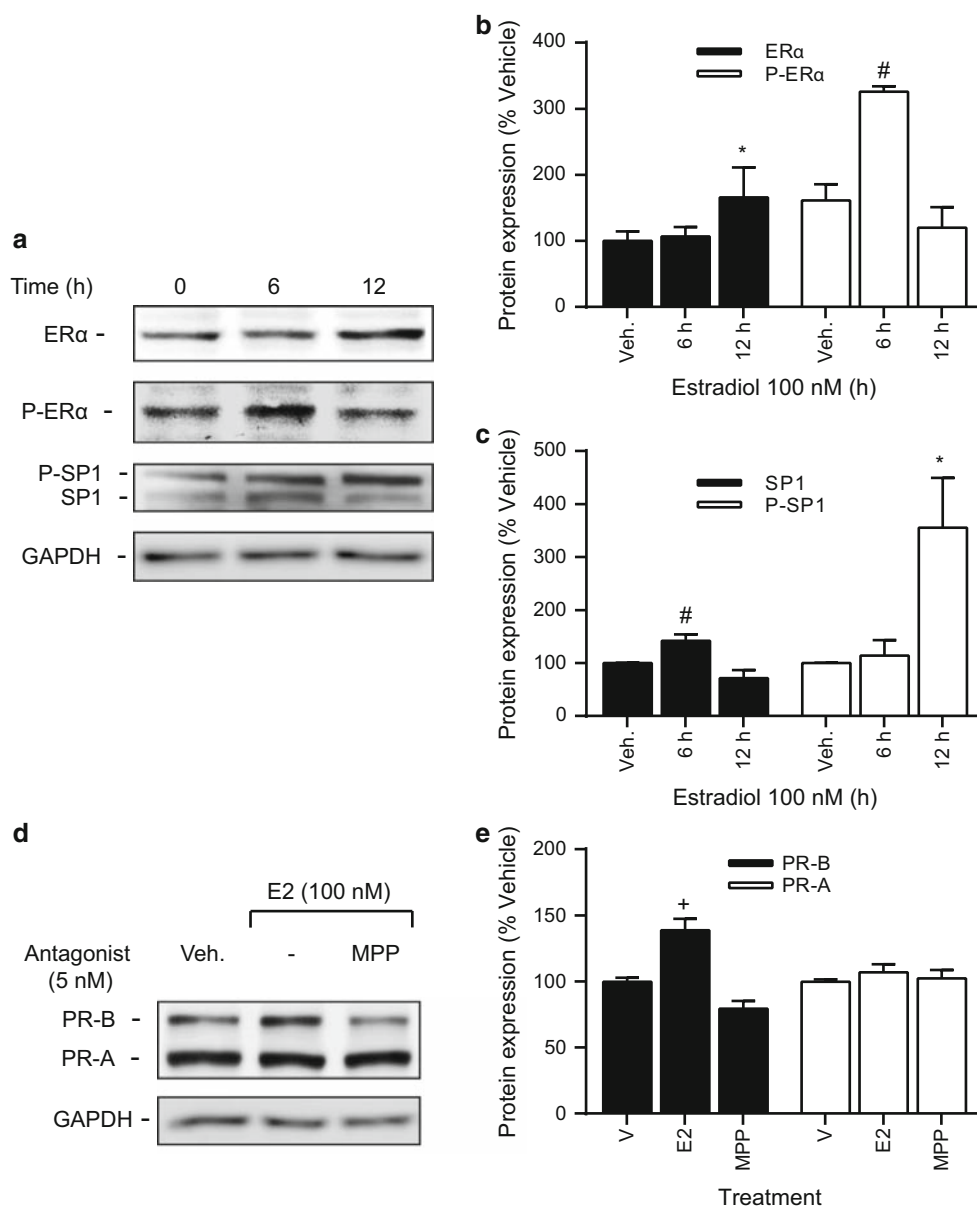 a
Time (h) 0 6 12
ERα -
P-ERα -
P-SP1 -
SP1 -
GAPDH -
b
ERα
P-ERα
Protein expression (% Vehicle)
400
300
200
100
0
*
#
Veh. 6 h 12 h Veh. 6 h 12 h
Estradiol 100 nM (h)
c
SP1
P-SP1
Protein expression (% Vehicle)
500
400
300
200
100
0
#
*
Veh. 6 h 12 h Veh. 6 h 12 h
Estradiol 100 nM (h)
d
E2 (100 nM)
Antagonist Veh. - MPP
(5 nM)
PR-B -
PR-A -
GAPDH -
e
PR-B
PR-A
Protein expression (% Vehicle)
200
150
100
50
0
+
V E2 MPP V E2 MPP
Treatment